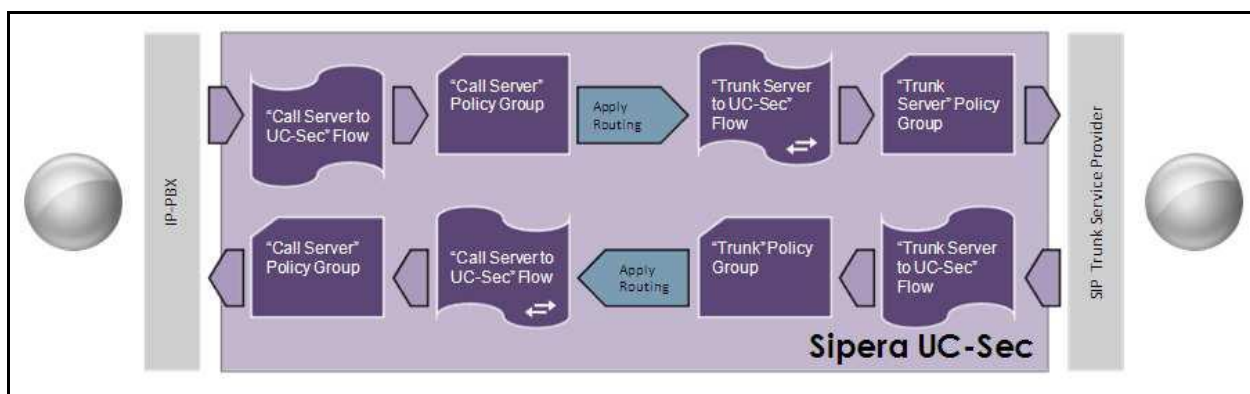 IP-PBX
“Call Server to
UC-Sec” Flow
“Call Server”
Policy Group
Apply
Routing
“Trunk Server
to UC-Sec”
Flow
“Trunk
Server” Policy
Group
“Call Server”
Policy Group
“Call Server to
UC-Sec” Flow
Apply
Routing
“Trunk” Policy
Group
“Trunk Server
to UC-Sec”
Flow
Sipera UC-Sec
SIP Trunk Service Provider